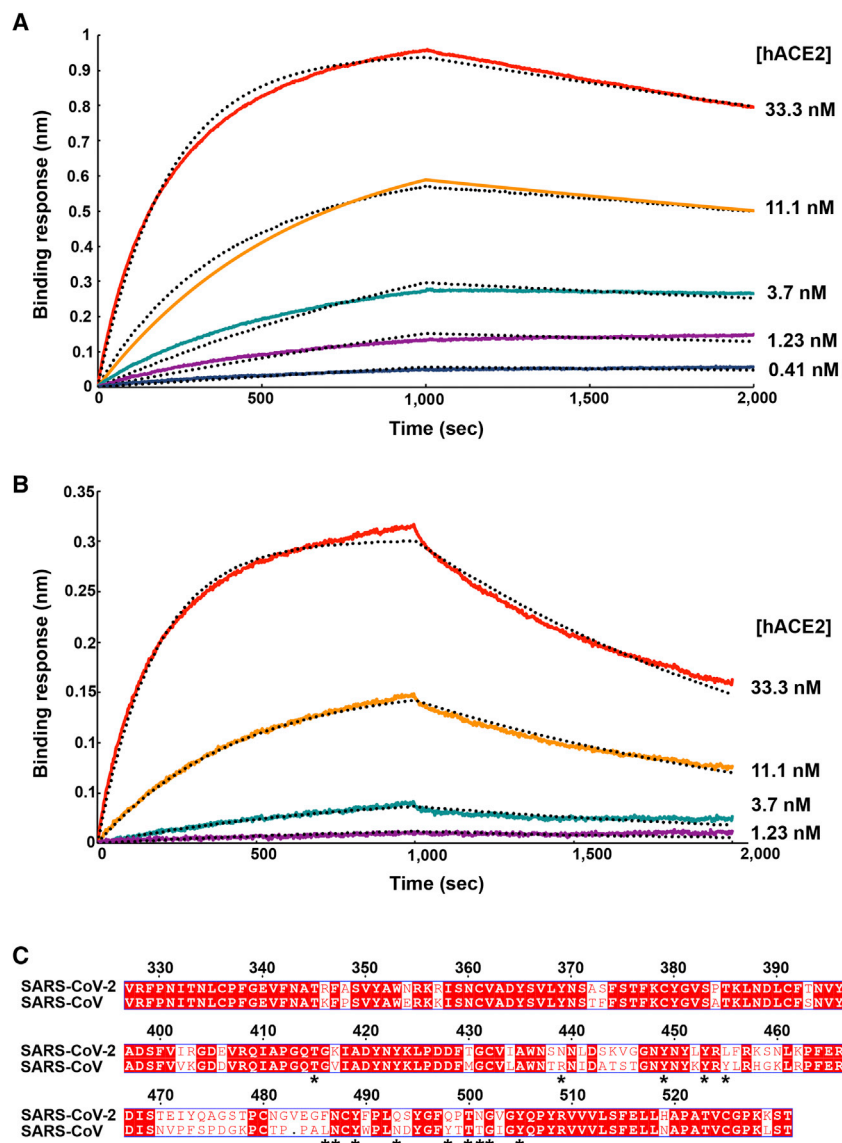 A
1
0.9
0.8
0.7
0.6
0.5
0.4
0.3
0.2
0.1
0
Binding response (nm)
0 500 1,000 1,500 2,000
Time (sec)
[hACE2]
33.3 nM
11.1 nM
3.7 nM
1.23 nM
0.41 nM
B
0.35
0.3
0.25
0.2
0.15
0.1
0.1
0
Binding response (nm)
0 500 1,000 1,500 2,000
Time (sec)
[hACE2]
33.3 nM
11.1 nM
3.7 nM
1.23 nM
C
330 340 350 360 370 380 390
SARS-CoV-2 VRFPNITNLCPFGEVFNATRFASVYAWNRKRISNCVADYSVLYNSASFSTFKCYGVSPTKLNDLCFTNVY
SARS-CoV VRFPNITNLCPFGEVFNATKFPSVYAWERKKISNCVADYSVLYNSTFFSTFKCYGVSATKLNDLCFSNVY
400 410 420 430 440 450 460
SARS-CoV-2 ADSFVIRGDEVRQIAPGQTGKIADYNYKLPDDFTGCVIAWNSNNLDSKVGGNYNYLYRLFRKSNLKPFER
SARS-CoV ADSFVVKGDDVRQIAPGQTGVIADYNYKLPDDFMGCVLAWNTRNIDATSTGNYNYKYRYLRHGKLRPFER
* * * * *
470 480 490 500 510 520
SARS-CoV-2 DISTEIYQAGSTPCNGVEGFNCYFPLQSYGFQPTNGVGYQPYRVVVLSFELLHAPATVCGPKKST
SARS-CoV DISNVPFSPDGKPCTP.PALNCYWPLNDYGFYTTTGIGYQPYRVVVLSFELLNAPATVCGPKLST
** * * * *** *